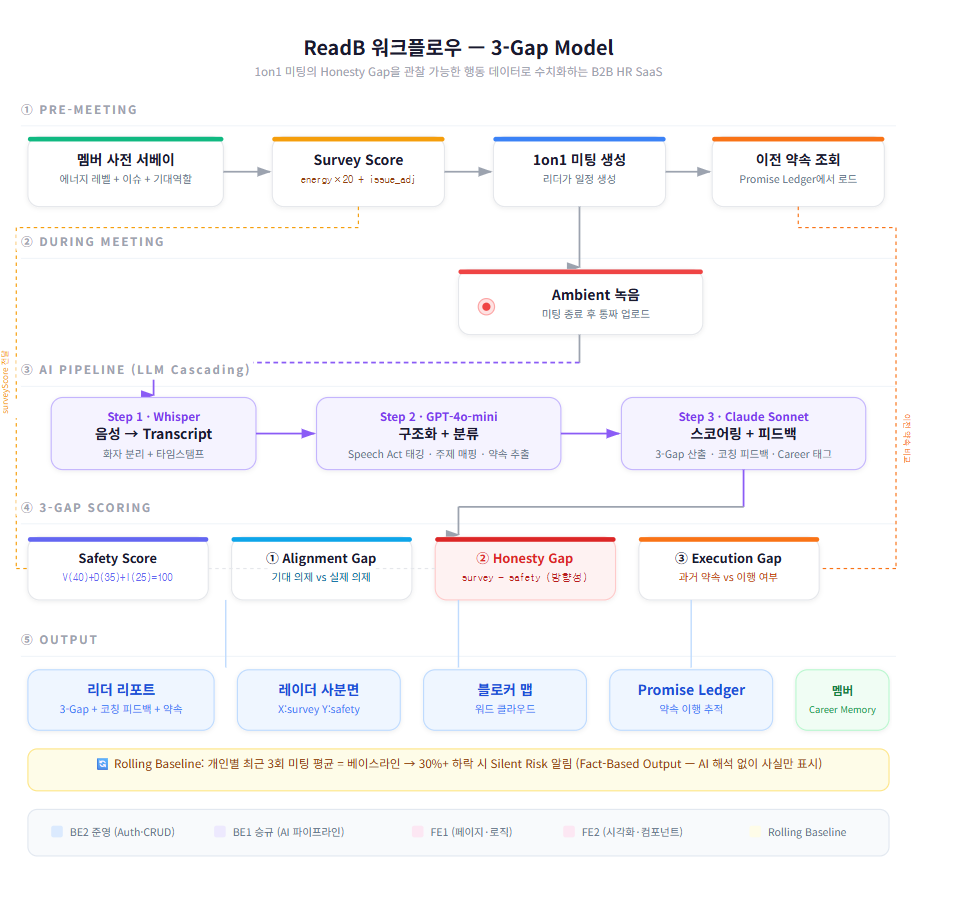 ReadB 워크플로우 — 3-Gap Model
1on1 미팅의 Honesty Gap을 관찰 가능한 행동 데이터로 수치화하는 B2B HR SaaS
① PRE-MEETING
멤버 사전 서베이
에너지 레벨 + 이슈 + 기대역할
Survey Score
energy×20 + issue_adj
1on1 미팅 생성
리더가 일정 생성
이전 약속 조회
Promise Ledger에서 로드
② DURING MEETING
Ambient 녹음
미팅 종료 후 통짜 업로드
surveyScore 전달
이전 약속 비교
③ AI PIPELINE (LLM Cascading)
Step 1 · Whisper
음성 → Transcript
화자 분리 + 타임스탬프
Step 2 · GPT-4o-mini
구조화 + 분류
Speech Act 태깅 · 주제 매핑 · 약속 추출
Step 3 · Claude Sonnet
스코어링 + 피드백
3-Gap 산출 · 코칭 피드백 · Career 태그
④ 3-GAP SCORING
Safety Score
V(40)+D(35)+I(25)=100
① Alignment Gap
기대 의제 vs 실제 의제
② Honesty Gap
survey - safety (방향성)
③ Execution Gap
과거 약속 vs 이행 여부
⑤ OUTPUT
리더 리포트
3-Gap + 코칭 피드백 + 약속
레이더 사분면
X:survey Y:safety
블로커 맵
워드 클라우드
Promise Ledger
약속 이행 추적
멤버
Career Memory
🔄 Rolling Baseline: 개인별 최근 3회 미팅 평균 = 베이스라인 → 30%+ 하락 시 Silent Risk 알림 (Fact-Based Output — AI 해석 없이 사실만 표시)
BE2 준영 (Auth·CRUD)
BE1 승규 (AI 파이프라인)
FE1 (페이지·로직)
FE2 (시각화·컴포넌트)
Rolling Baseline